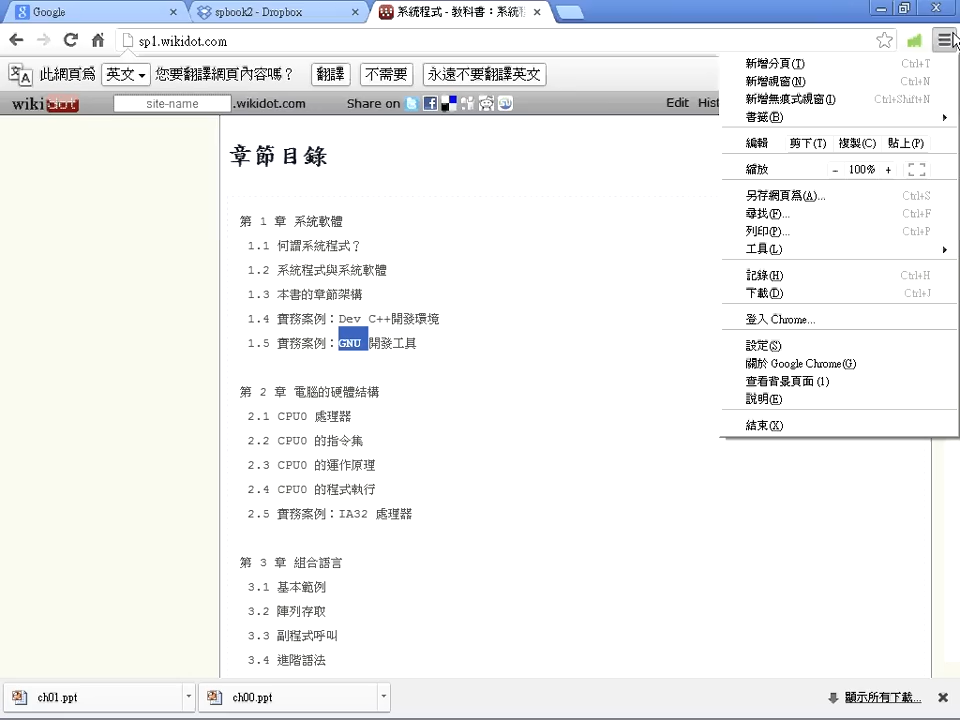 Google
spbook2 - Dropbox
系統程式 - 教科書：系統
sp1.wikidot.com
此網頁為 英文 您要翻譯網頁內容嗎？ 翻譯 不需要 永遠不要翻譯英文
wikidot site-name .wikidot.com Share on Edit Hist
章節目錄
第 1 章 系統軟體
1.1 何謂系統程式？
1.2 系統程式與系統軟體
1.3 本書的章節架構
1.4 實務案例：Dev C++開發環境
1.5 實務案例：GNU 開發工具
第 2 章 電腦的硬體結構
2.1 CPU0 處理器
2.2 CPU0 的指令集
2.3 CPU0 的運作原理
2.4 CPU0 的程式執行
2.5 實務案例：IA32 處理器
第 3 章 組合語言
3.1 基本範例
3.2 陣列存取
3.3 副程式呼叫
3.4 進階語法
新增分頁(T) Ctrl+T
新增視窗(N) Ctrl+N
新增無痕式視窗(I) Ctrl+Shift+N
書籤(B)
編輯 剪下(T) 複製(C) 貼上(P)
縮放 - 100% +
另存網頁為(A)... Ctrl+S
尋找(F)... Ctrl+F
列印(P)... Ctrl+P
工具(L)
記錄(H) Ctrl+H
下載(D) Ctrl+J
登入 Chrome...
設定(S)
關於 Google Chrome(G)
查看背景頁面 (1)
說明(E)
結束(X)
ch01.ppt
ch00.ppt
顯示所有下載...